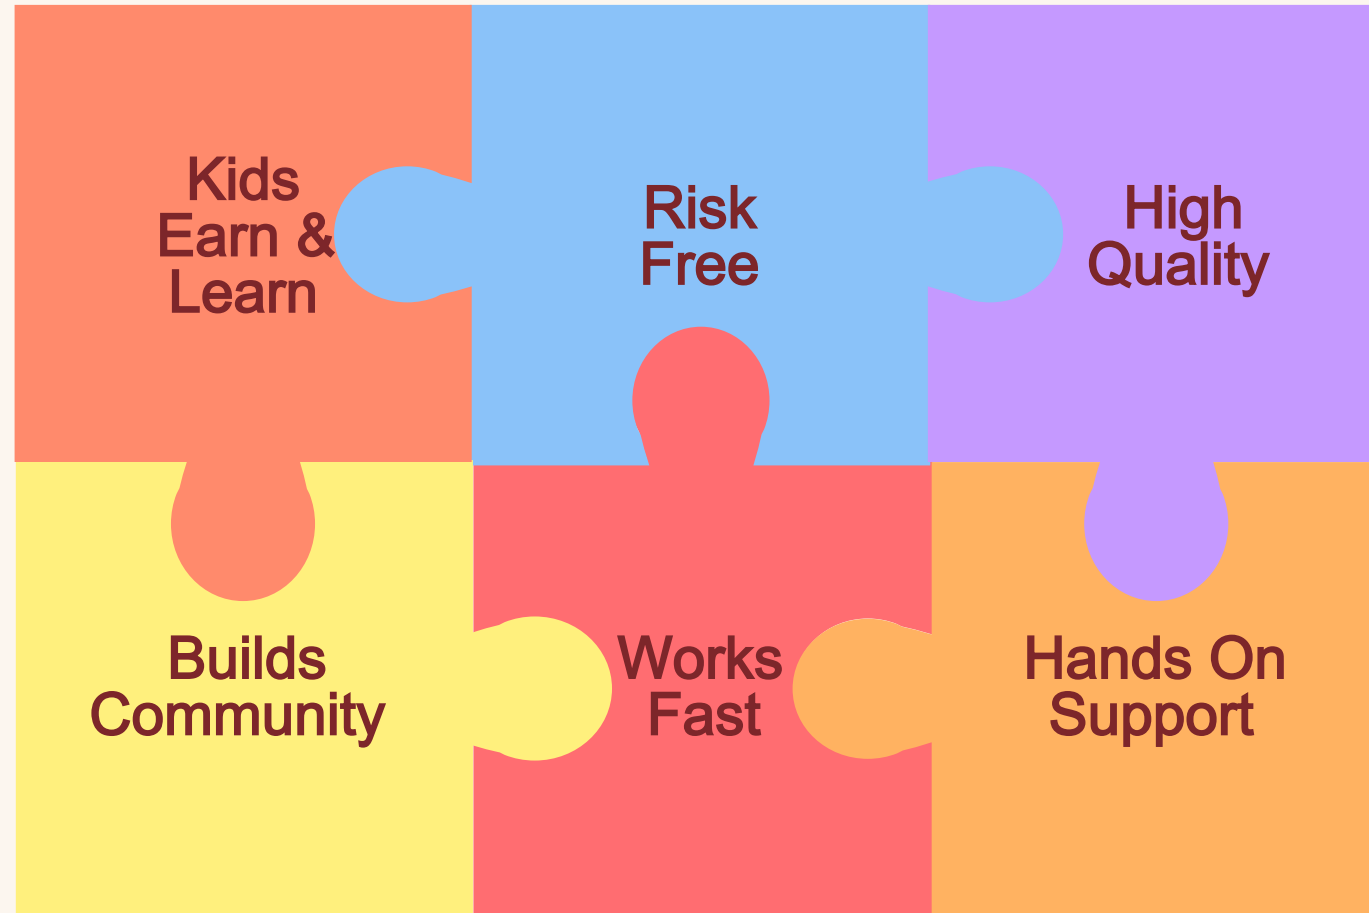 Kids
Earn &
Learn
Risk
Free
High
Quality
Builds
Community
Works
Fast
Hands On
Support